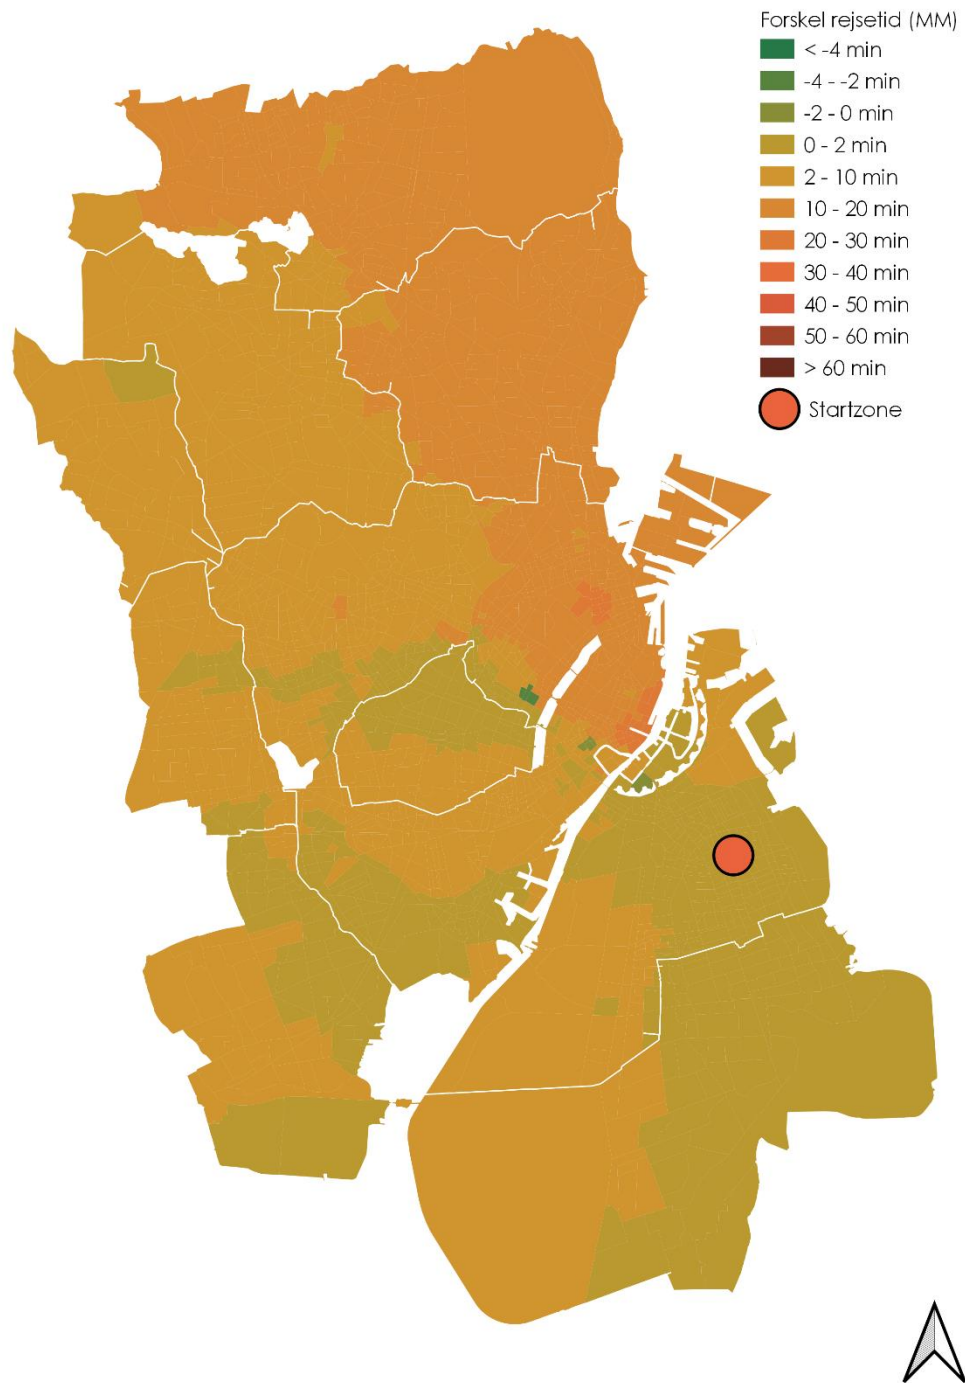 Forskel rejsetid (MM)
< -4 min
-4 - -2 min
-2 - 0 min
0 - 2 min
2 - 10 min
10 - 20 min
20 - 30 min
30 - 40 min
40 - 50 min
50 - 60 min
> 60 min
Startzone